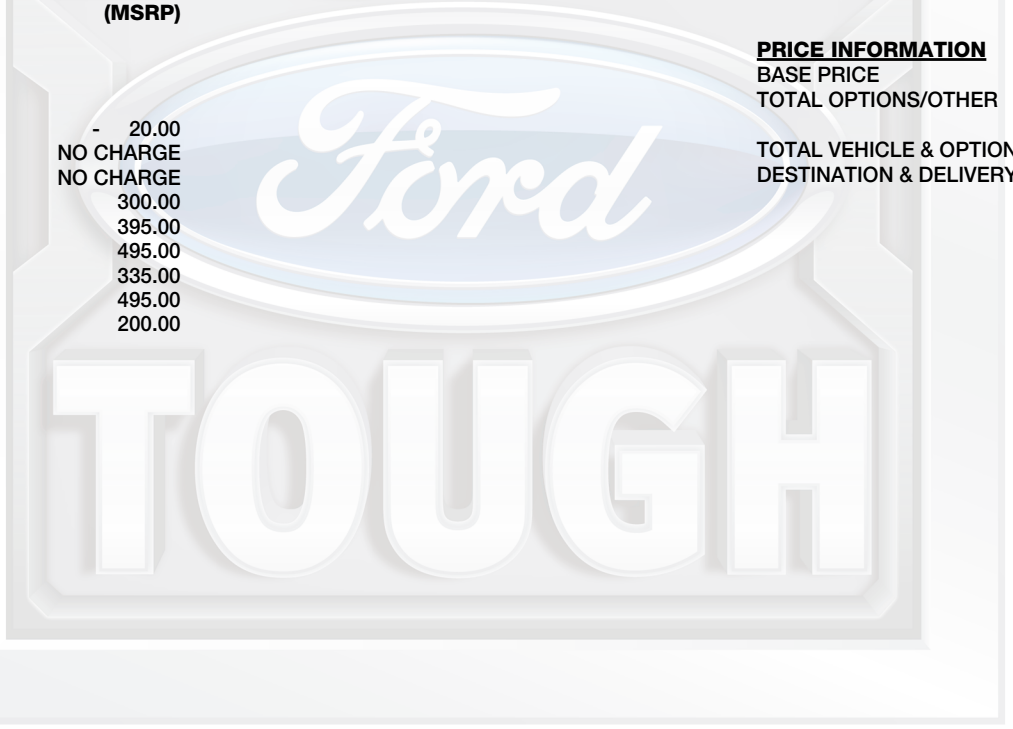 (MSRP)
- 20.00
NO CHARGE
NO CHARGE
300.00
395.00
495.00
335.00
495.00
200.00
PRICE INFORMATION
BASE PRICE
TOTAL OPTIONS/OTHER
TOTAL VEHICLE & OPTION
DESTINATION & DELIVERY
Ford
TOUGH